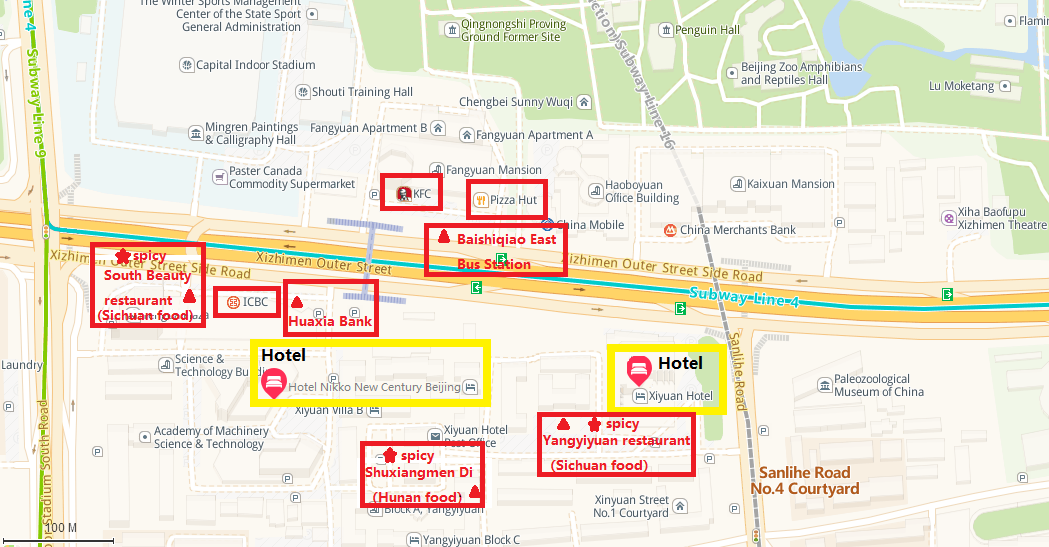 The Winter Sports Management
Center of the State Sport
General Administration
Line 4
Subway Line 9
Qingnongshi Proving
Ground Former Site
Subway Line 16
Penguin Hall
Capital Indoor Stadium
Beijing Zoo Amphibians
and Reptiles Hall
Lu Moketang
Shouti Training Hall
Chengbei Sunny Wuqi
Mingren Paintings
& Calligraphy Hall
Fangyuan Apartment B
Fangyuan Apartment A
Paster Canada
Commodity Supermarket
Fangyuan Mansion
KFC
Pizza Hut
Haoboyuan
Office Building
Kaixuan Mansion
China Mobile
China Merchants Bank
Xiha Baofupu
Xizhimen Theatre
Baishiqiao East
Bus Station
Xizhimen Outer Street Side Road
Xizhimen Outer Street
Xizhimen Outer Street Side Road
Subway Line 4
spicy
South Beauty
restaurant
(Sichuan food)
ICBC
Huaxia Bank
Hotel
Hotel Nikko New Century Beijing
Hotel
Xiyuan Hotel
Sanlihe Road
Laundry
Science &
Technology
Xiyuan Villa B
Paleozoological
Museum of China
Academy of Machinery
Science & Technology
Xiyuan Hotel
Post Office
spicy
Yangyiyuan restaurant
(Sichuan food)
spicy
Shuxiangmen Di
(Hunan food)
Sanlihe Road
No.4 Courtyard
Xinyuan Street
No.1 Courtyard
Block A, Yangyiyuan
Yangyiyuan Block C
Stadium South Road
100 M